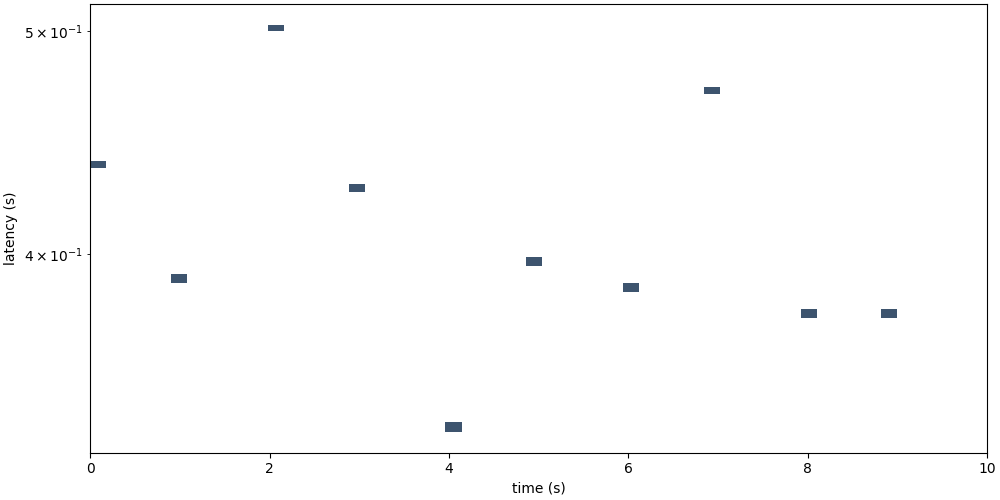 5 × 10⁻¹
4 × 10⁻¹
latency (s)
0 2 4 6 8 10
time (s)